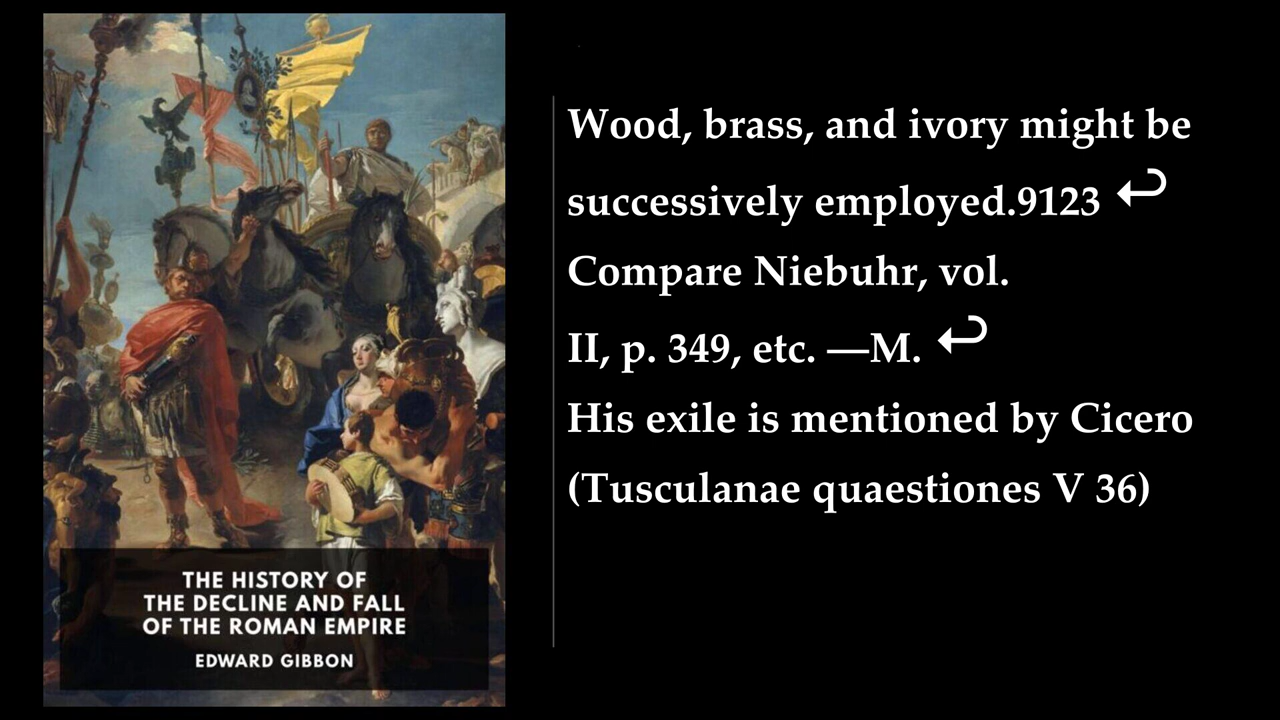 THE HISTORY OF
THE DECLINE AND FALL
OF THE ROMAN EMPIRE
EDWARD GIBBON
Wood, brass, and ivory might be
successively employed.9123 ↩
Compare Niebuhr, vol.
II, p. 349, etc. —M. ↩
His exile is mentioned by Cicero
(Tusculanae quaestiones V 36)